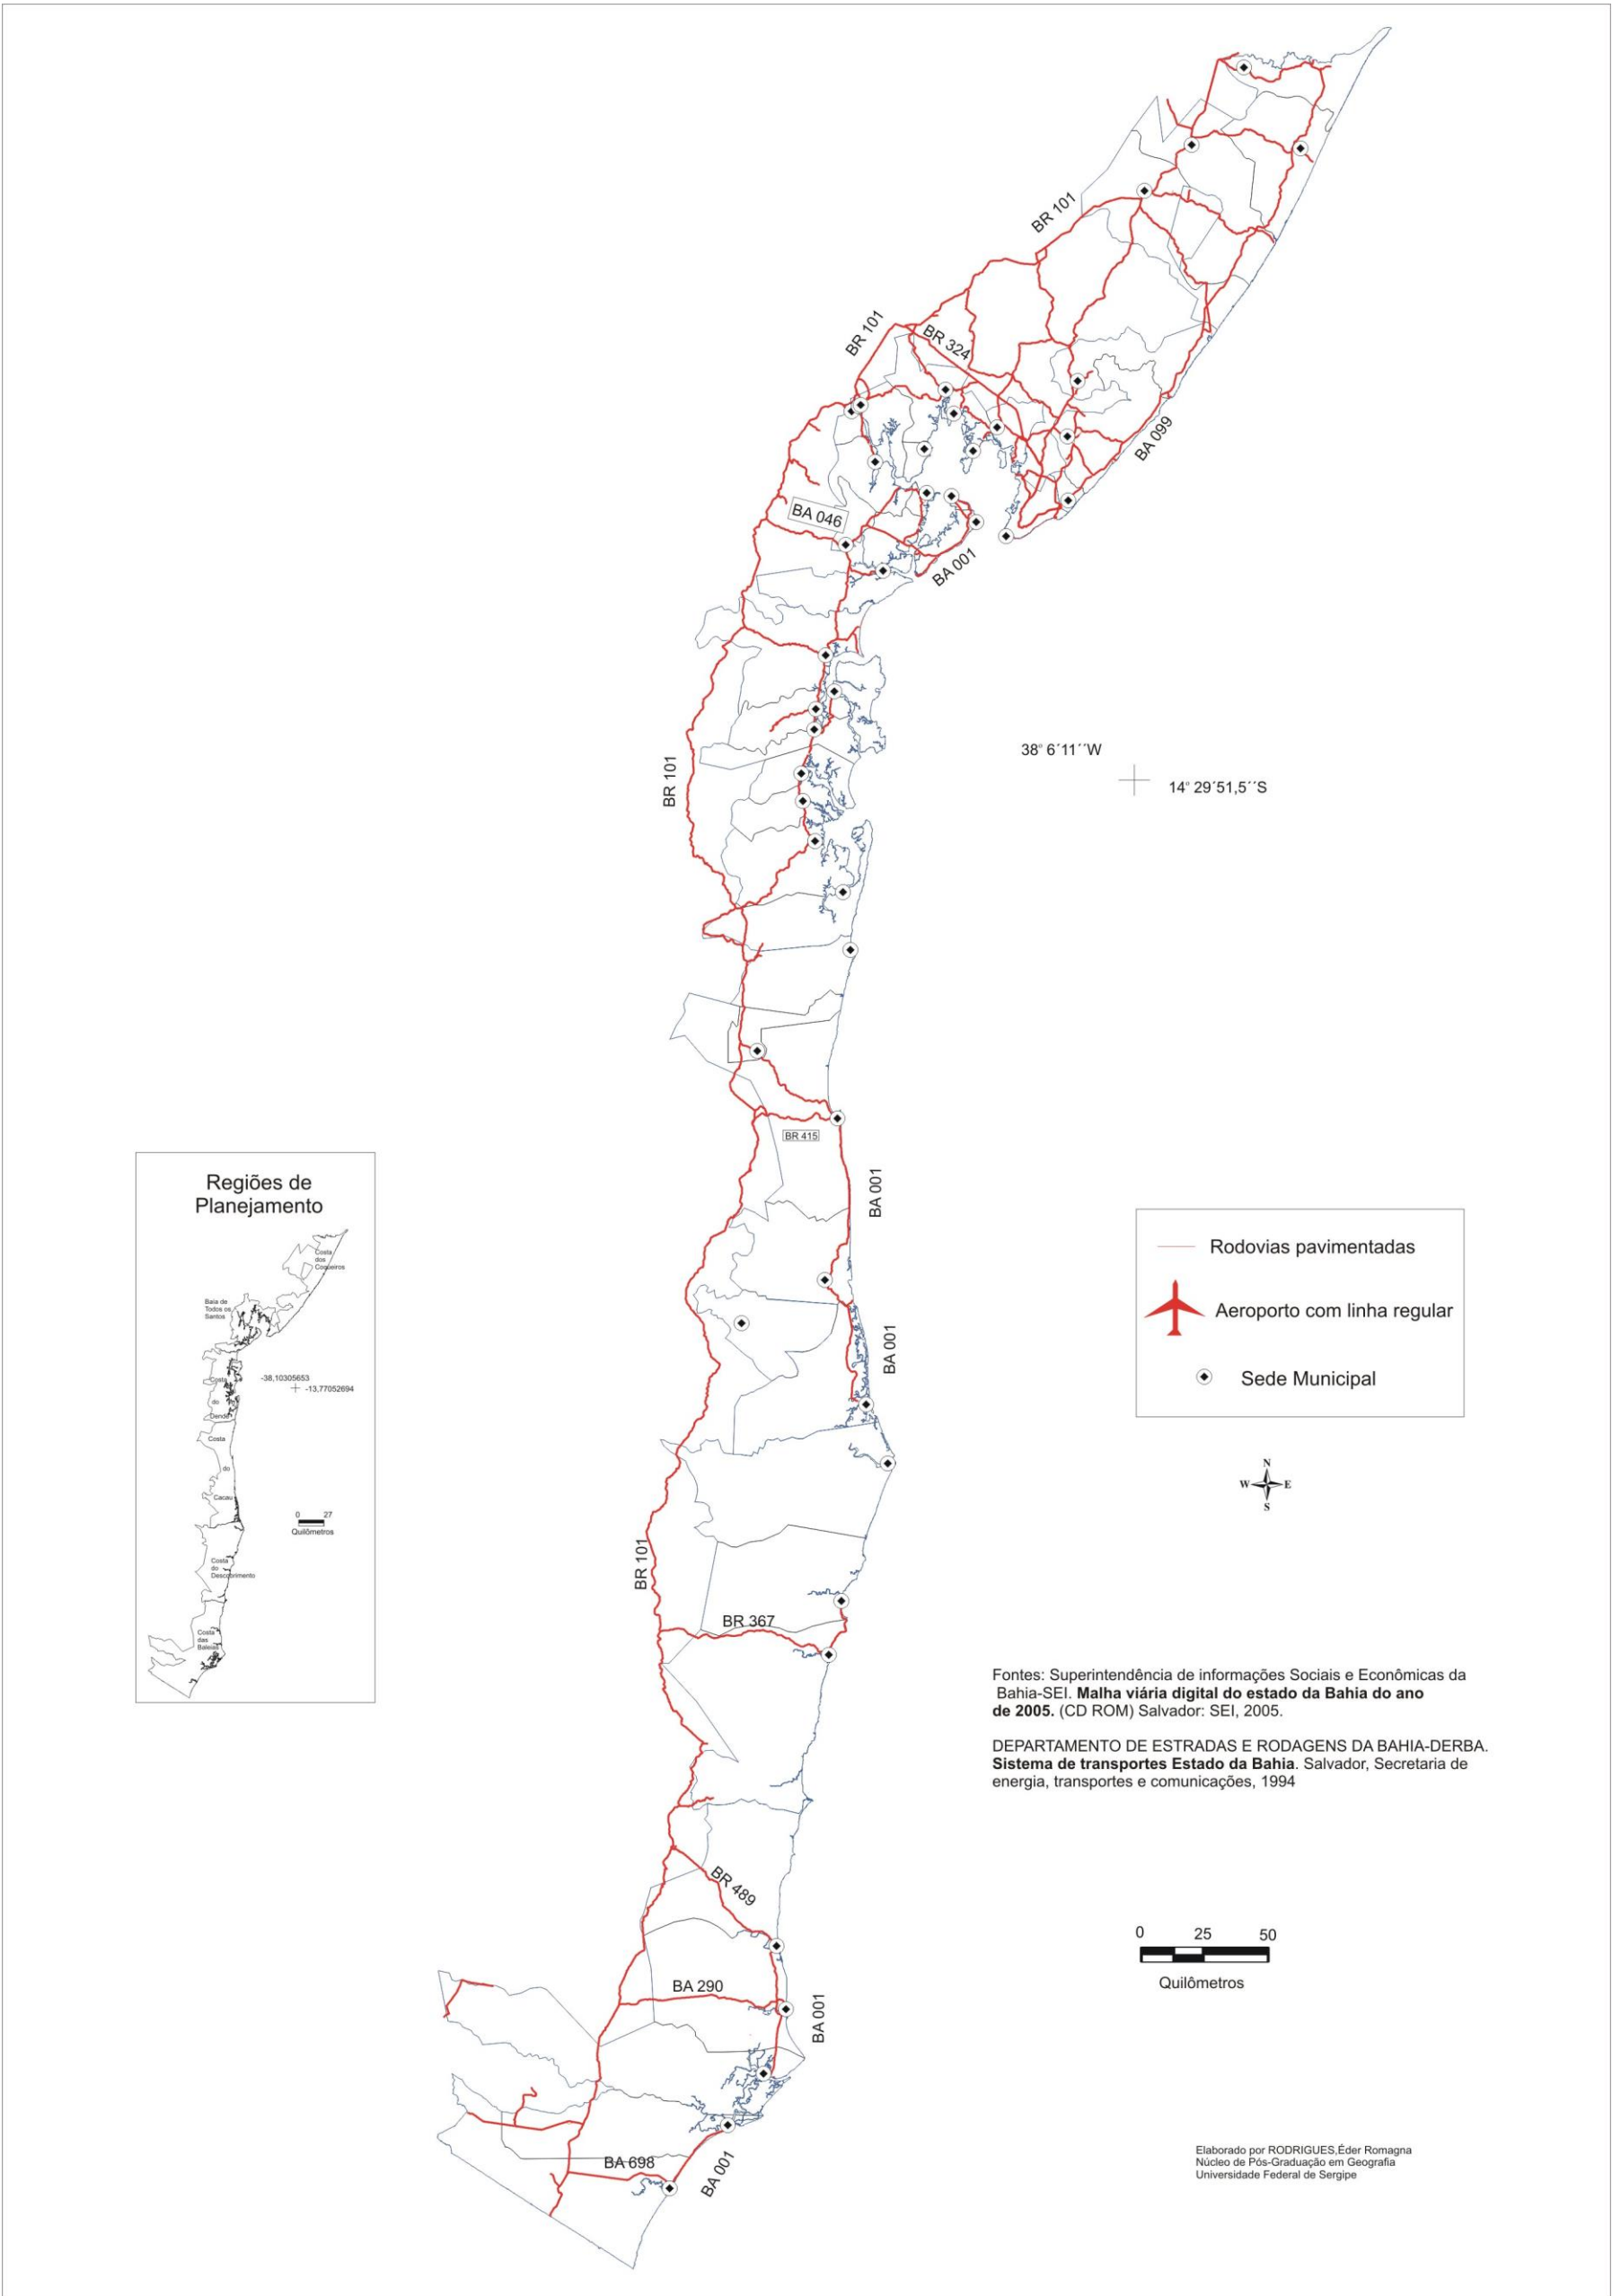 BR 101
BR 101
BR 324
BA 099
BA 046
BA 001
38° 6´11´´W
14° 29´51,5´´S
BR 101
BR 415
BA 001
BA 001
BR 101
BR 367
BR 489
BA 290
BA 001
BA 698
BA 001
Regiões de
Planejamento
Costa
dos
Coqueiros
Baía de
Todos os
Santos
-38,10305653
-13,77052694
Costa
do
Dendê
Costa
do
Cacau
0 27
Quilômetros
Costa
do
Descobrimento
Costa
das
Baleias
Rodovias pavimentadas
Aeroporto com linha regular
Sede Municipal
N
W E
S
Fontes: Superintendência de informações Sociais e Econômicas da
Bahia-SEI. Malha viária digital do estado da Bahia do ano
de 2005. (CD ROM) Salvador: SEI, 2005.
DEPARTAMENTO DE ESTRADAS E RODAGENS DA BAHIA-DERBA.
Sistema de transportes Estado da Bahia. Salvador, Secretaria de
energia, transportes e comunicações, 1994
0 25 50
Quilômetros
Elaborado por RODRIGUES,Éder Romagna
Núcleo de Pós-Graduação em Geografia
Universidade Federal de Sergipe